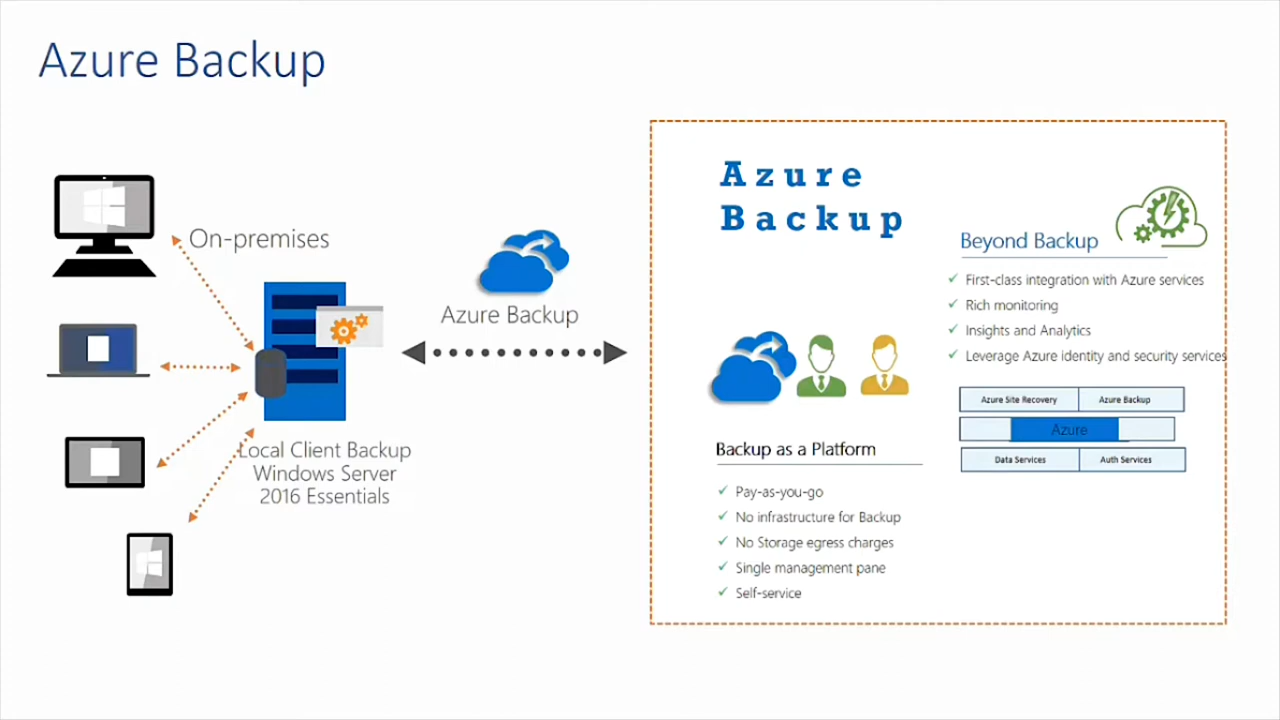 Azure Backup
On-premises
Local Client Backup
Windows Server
2016 Essentials
Azure Backup
Azure
Backup
Backup as a Platform
Pay-as-you-go
No infrastructure for Backup
No Storage egress charges
Single management pane
Self-service
Beyond Backup
First-class integration with Azure services
Rich monitoring
Insights and Analytics
Leverage Azure identity and security services
Azure Site Recovery
Azure Backup
Azure
Data Services
Auth Services